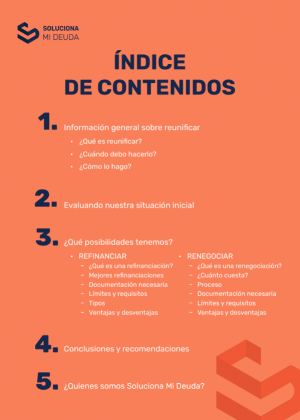 SOLUCIONA
MI DEUDA
ÍNDICE
DE CONTENIDOS
1. Información general sobre reunificar
• ¿Qué es reunificar?
• ¿Cuándo debo hacerlo?
• ¿Cómo lo hago?
2. Evaluando nuestra situación inicial
3. ¿Qué posibilidades tenemos?
• REFINANCIAR
– ¿Qué es una refinanciación?
– Mejores refinanciaciones
– Documentación necesaria
– Límites y requisitos
– Tipos
– Ventajas y desventajas
• RENEGOCIAR
– ¿Qué es una renegociación?
– ¿Cuánto cuesta?
– Proceso
– Documentación necesaria
– Límites y requisitos
– Ventajas y desventajas
4. Conclusiones y recomendaciones
5. ¿Quienes somos Soluciona Mi Deuda?